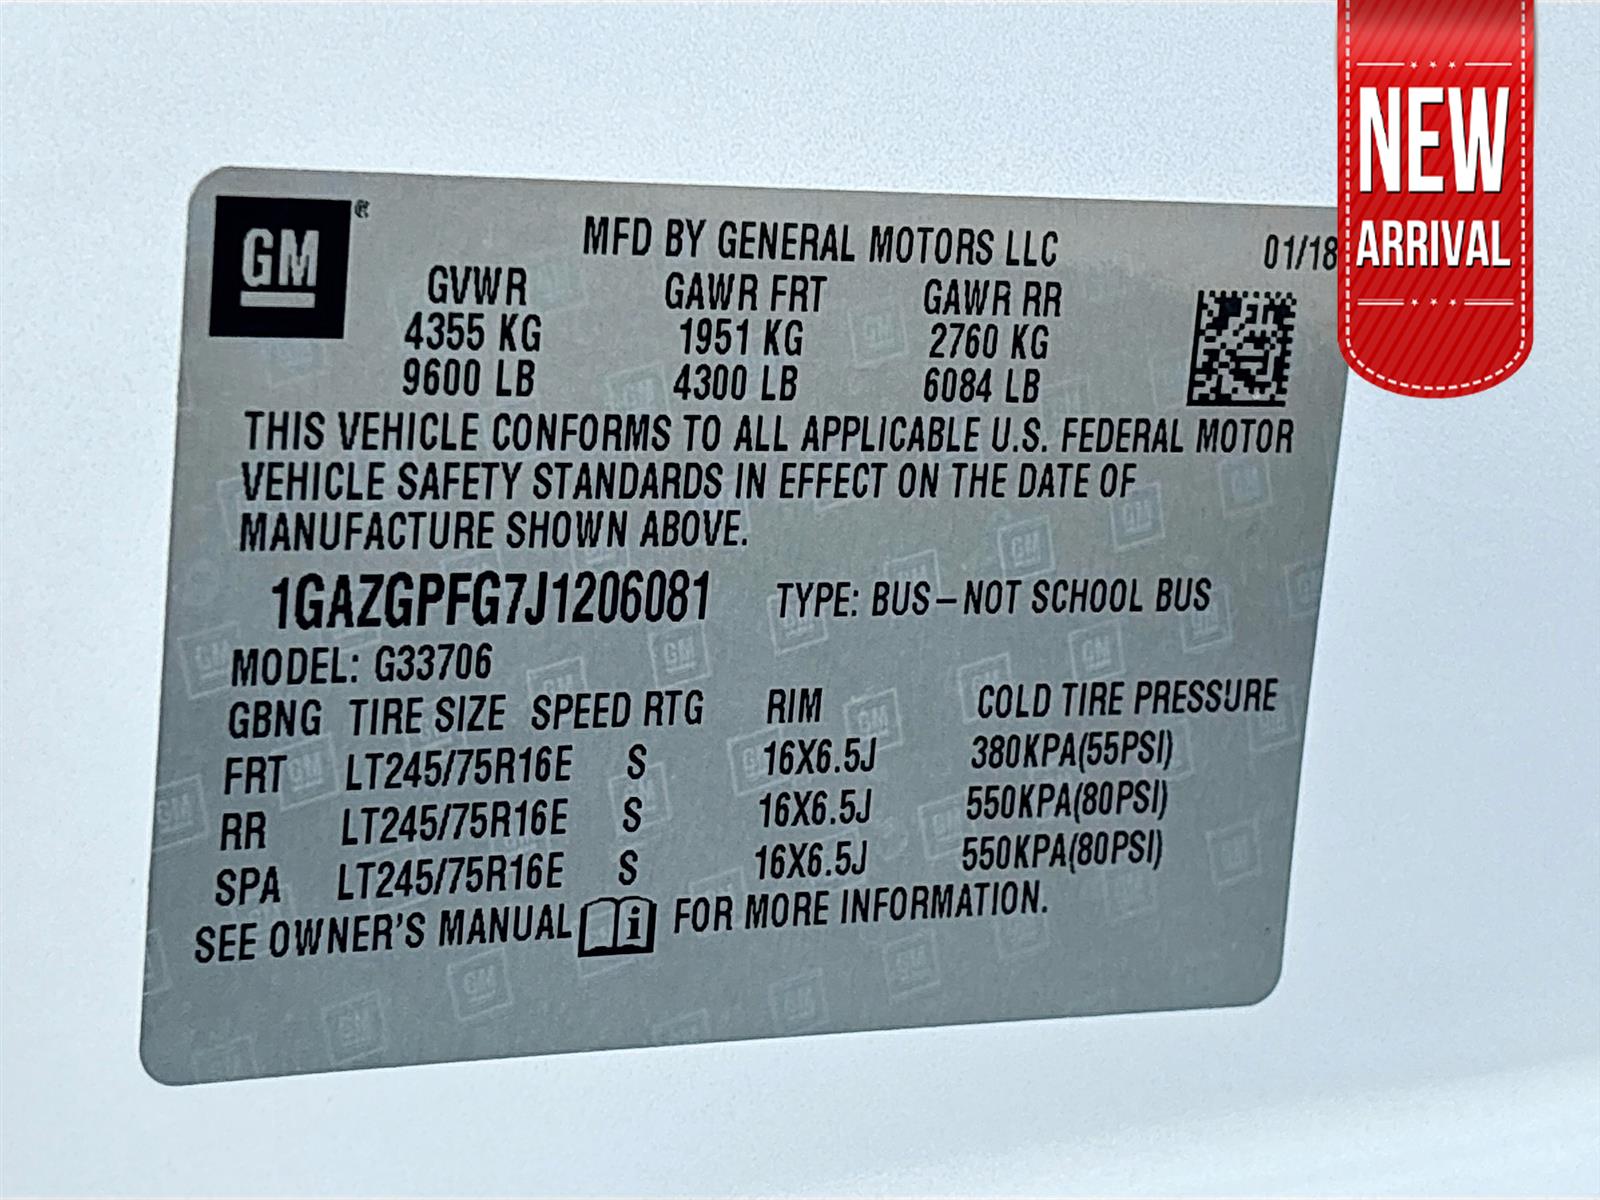 NEW
ARRIVAL
GM
MFD BY GENERAL MOTORS LLC 01/18
GVWR GAWR FRT GAWR RR
4355 KG 1951 KG 2760 KG
9600 LB 4300 LB 6084 LB
THIS VEHICLE CONFORMS TO ALL APPLICABLE U.S. FEDERAL MOTOR
VEHICLE SAFETY STANDARDS IN EFFECT ON THE DATE OF
MANUFACTURE SHOWN ABOVE.
1GAZGPFG7J1206081 TYPE: BUS–NOT SCHOOL BUS
MODEL: G33706
GBNG TIRE SIZE SPEED RTG RIM COLD TIRE PRESSURE
FRT LT245/75R16E S 16X6.5J 380KPA(55PSI)
RR LT245/75R16E S 16X6.5J 550KPA(80PSI)
SPA LT245/75R16E S 16X6.5J 550KPA(80PSI)
SEE OWNER'S MANUAL i FOR MORE INFORMATION.